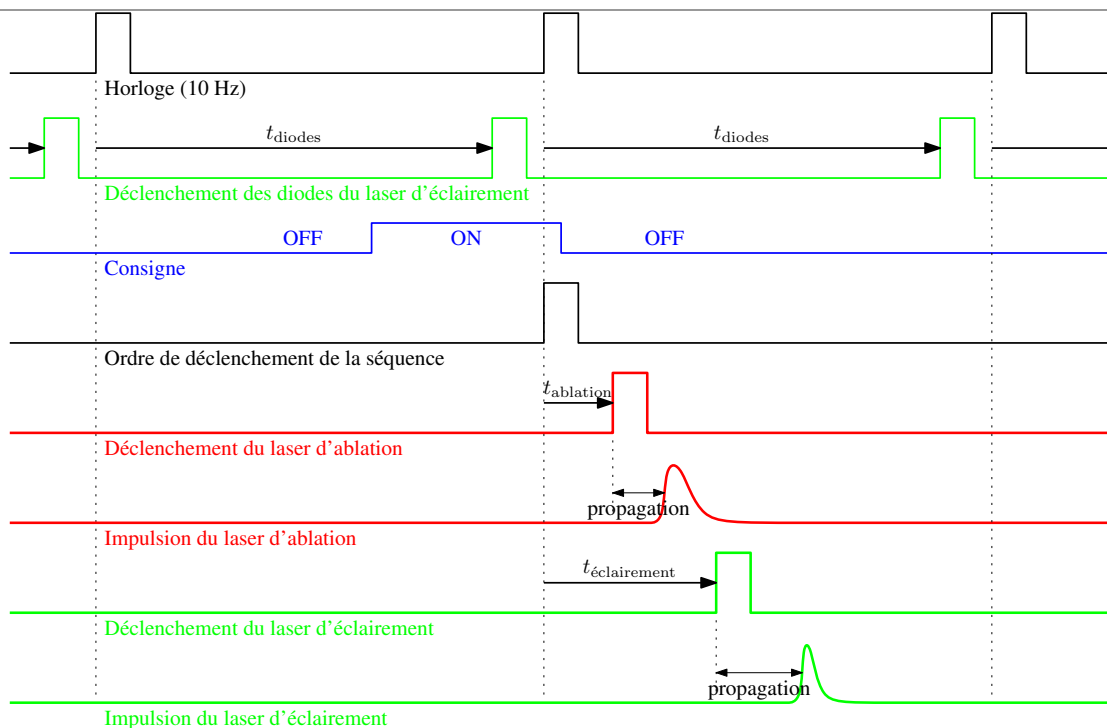 Horloge (10 Hz)
t_diodes t_diodes
Déclenchement des diodes du laser d'éclairement
OFF ON OFF
Consigne
Ordre de déclenchement de la séquence
t_ablation
Déclenchement du laser d'ablation
propagation
Impulsion du laser d'ablation
t_éclairement
Déclenchement du laser d'éclairement
propagation
Impulsion du laser d'éclairement